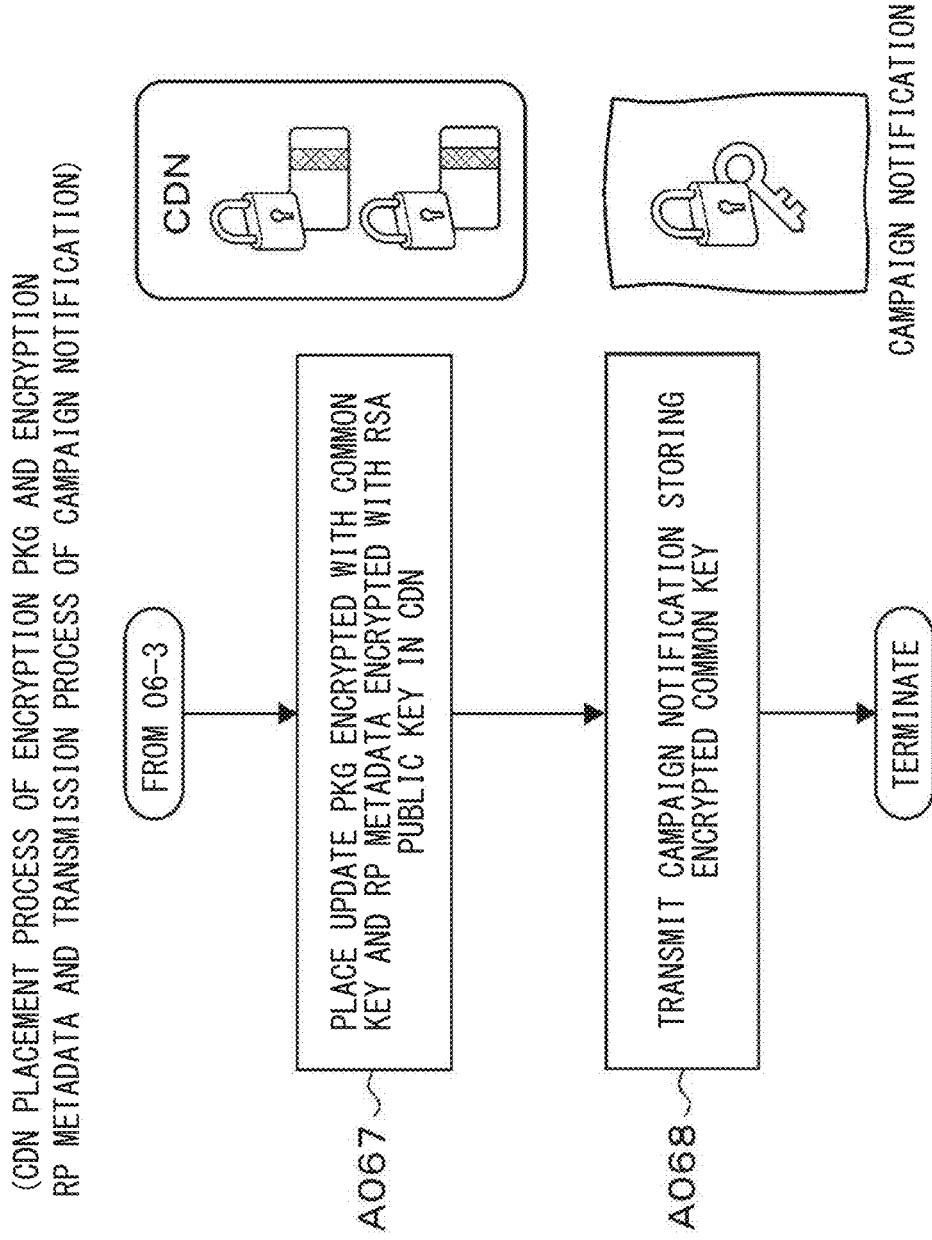 (CDN PLACEMENT PROCESS OF ENCRYPTION PKG AND ENCRYPTION
RP METADATA AND TRANSMISSION PROCESS OF CAMPAIGN NOTIFICATION)
FROM 06-3
A067
PLACE UPDATE PKG ENCRYPTED WITH COMMON
KEY AND RP METADATA ENCRYPTED WITH RSA
PUBLIC KEY IN CDN
CDN
A068
TRANSMIT CAMPAIGN NOTIFICATION STORING
ENCRYPTED COMMON KEY
CAMPAIGN NOTIFICATION
TERMINATE